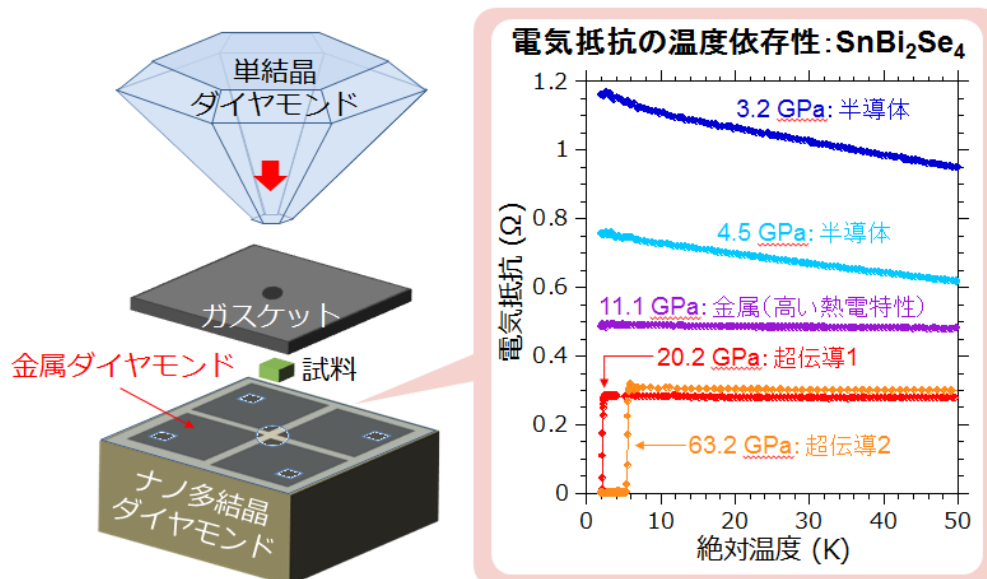 単結晶
ダイヤモンド
ガスケット
金属ダイヤモンド
試料
ナノ多結晶
ダイヤモンド
電気抵抗の温度依存性:SnBi₂Se₄
電気抵抗 (Ω)
1.2
1
0.8
0.6
0.4
0.2
0
3.2 GPa: 半導体
4.5 GPa: 半導体
11.1 GPa: 金属(高い熱電特性)
20.2 GPa: 超伝導1
63.2 GPa: 超伝導2
0 10 20 30 40 50
絶対温度 (K)